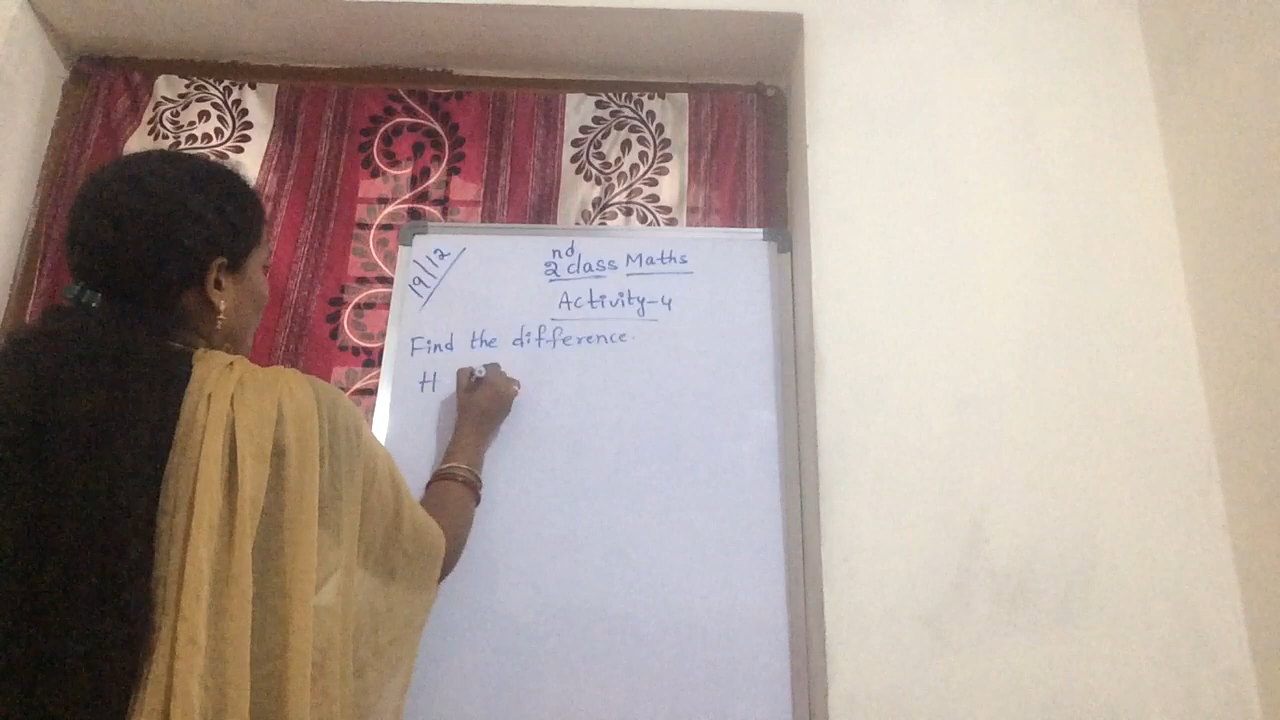 19/12
2nd class Maths
Activity-4
Find the difference.
H